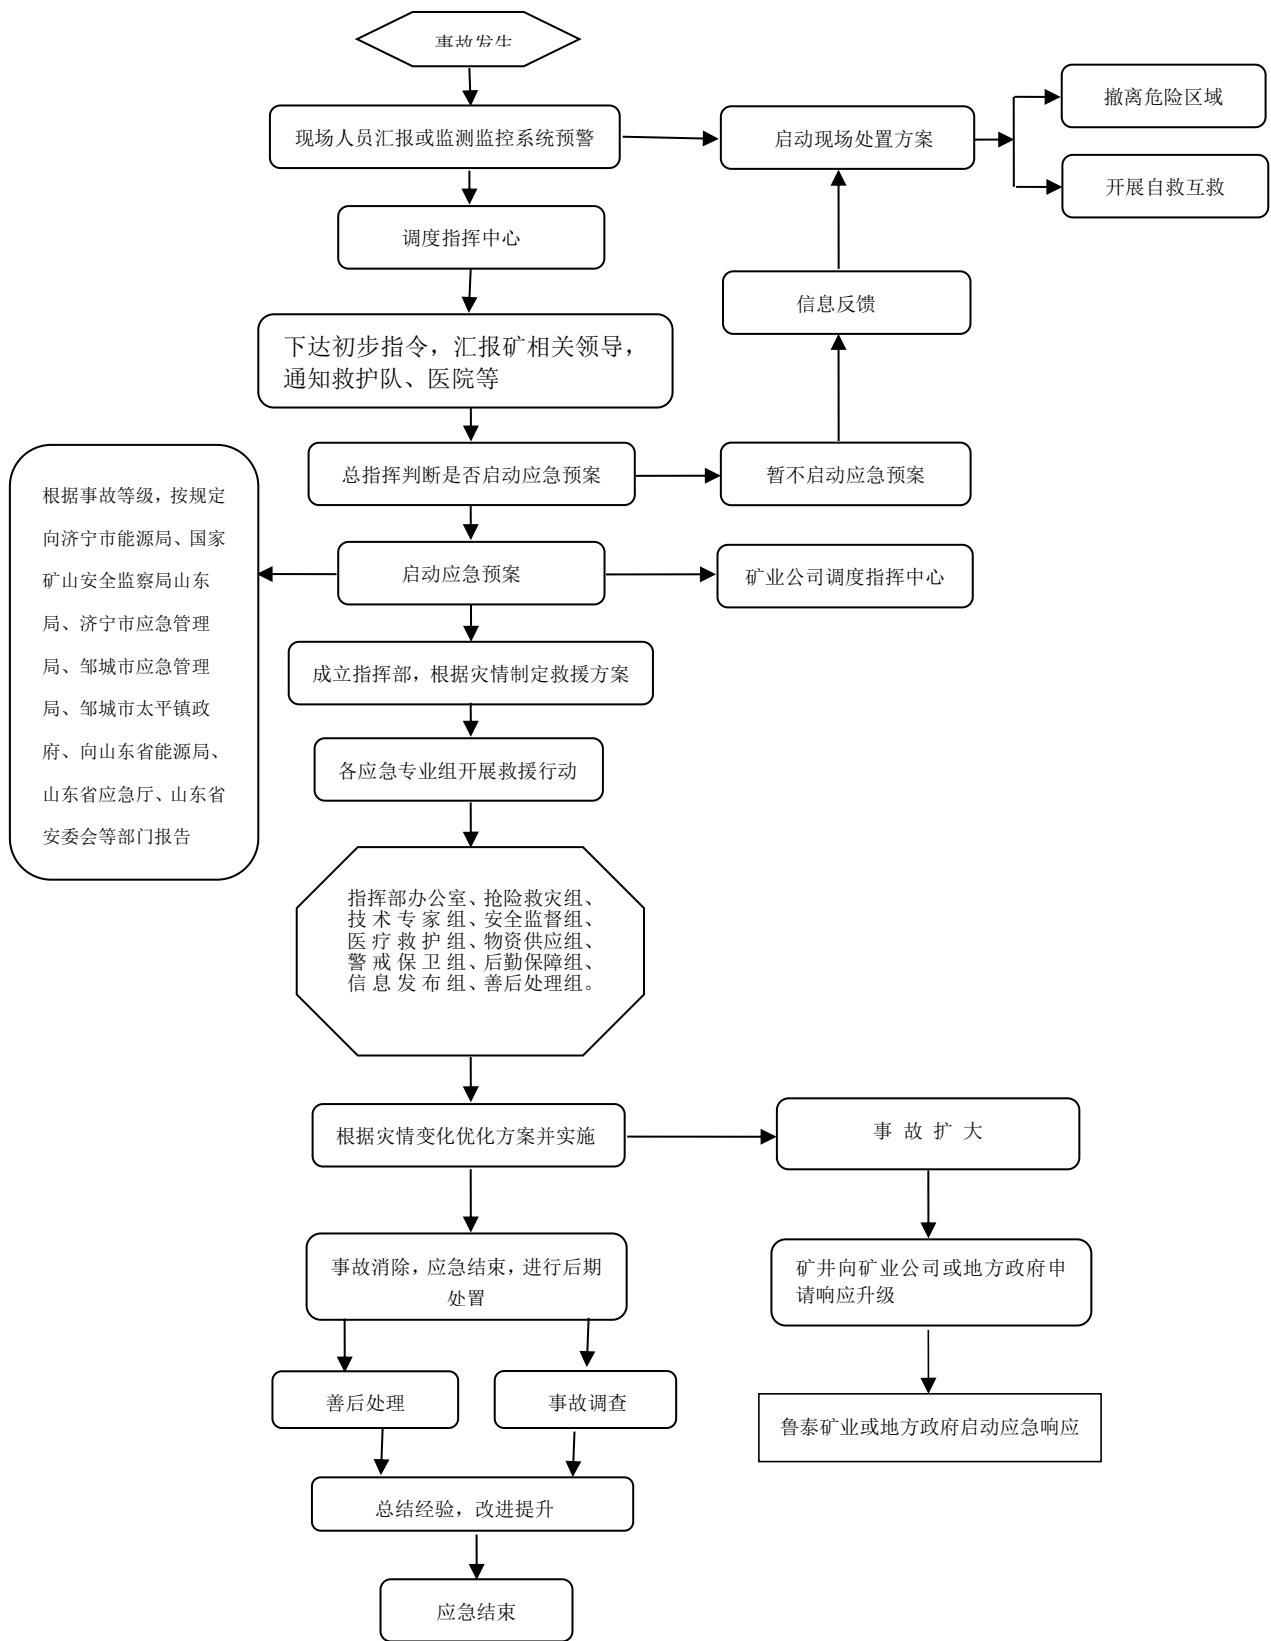 事故发生
现场人员汇报或监测监控系统预警
启动现场处置方案
撤离危险区域
开展自救互救
调度指挥中心
信息反馈
下达初步指令，汇报矿相关领导，
通知救护队、医院等
总指挥判断是否启动应急预案
暂不启动应急预案
根据事故等级，按规定
向济宁市能源局、国家
矿山安全监察局山东
局、济宁市应急管理
局、邹城市应急管理
局、邹城市太平镇政
府、向山东省能源局、
山东省应急厅、山东省
安委会等部门报告
启动应急预案
矿业公司调度指挥中心
成立指挥部，根据灾情制定救援方案
各应急专业组开展救援行动
指挥部办公室、抢险救灾组、
技术专家组、安全监督组、
医疗救护组、物资供应组、
警戒保卫组、后勤保障组、
信息发布组、善后处理组。
根据灾情变化优化方案并实施
事故扩大
事故消除，应急结束，进行后期
处置
矿井向矿业公司或地方政府申
请响应升级
善后处理
事故调查
鲁泰矿业或地方政府启动应急响应
总结经验，改进提升
应急结束